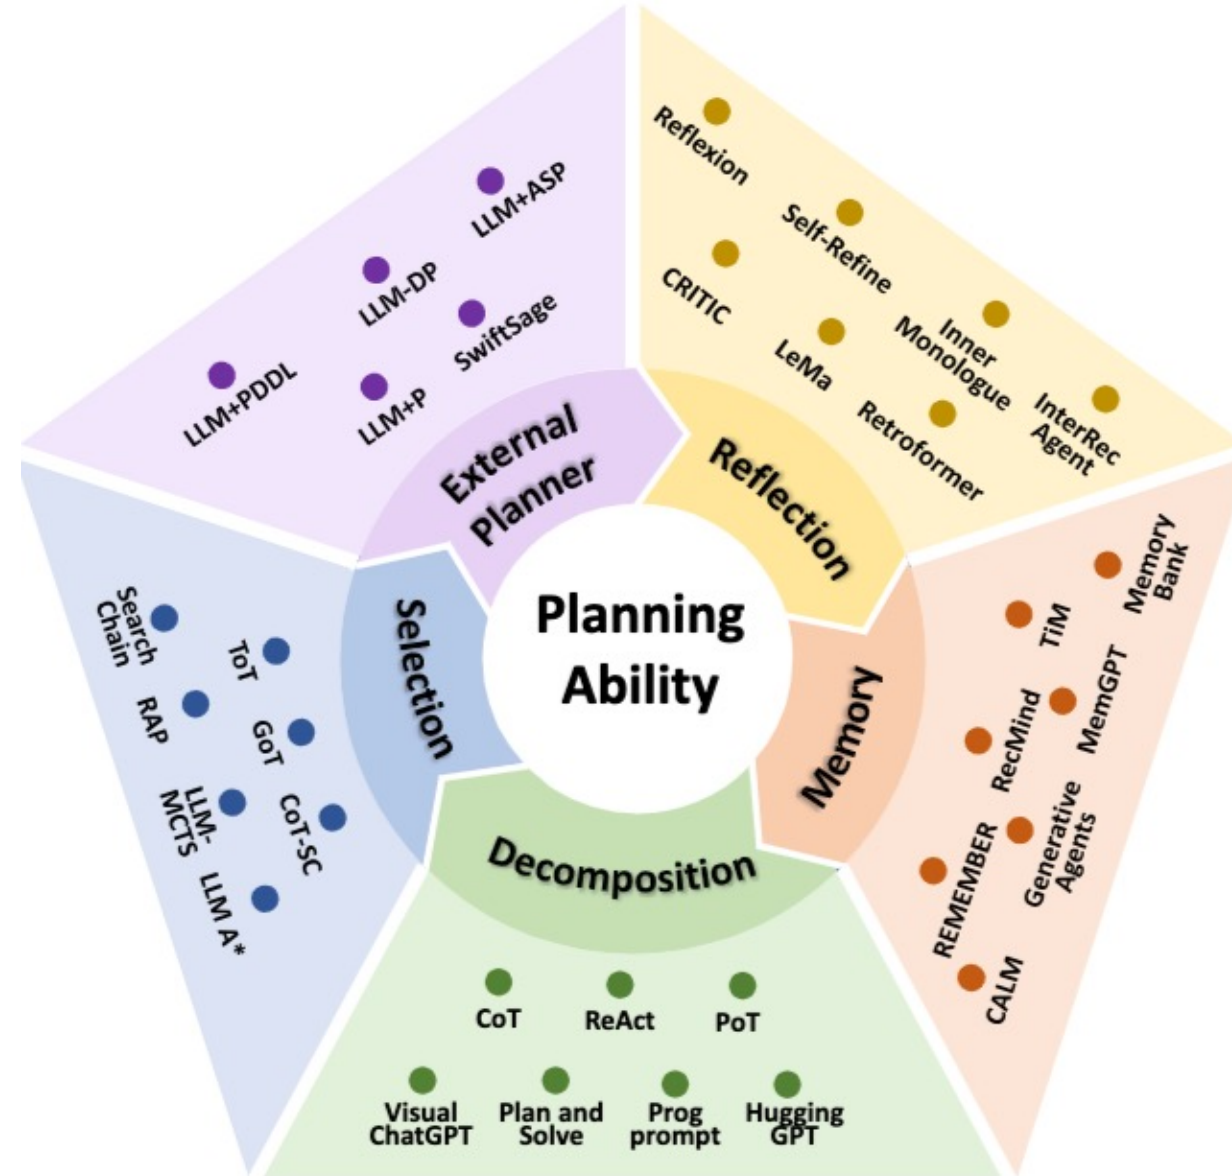 Planning
Ability
External
Planner
LLM+ASP
LLM-DP
SwiftSage
LLM+PDDL
LLM+P
Reflection
Reflexion
Self-Refine
CRITIC
Inner
Monologue
LeMa
InterRec
Agent
Retroformer
Memory
Memory
Bank
TiM
MemGPT
RecMind
Generative
Agents
REMEMBER
CALM
Decomposition
CoT
ReAct
PoT
Visual
ChatGPT
Plan and
Solve
Prog
prompt
Hugging
GPT
Selection
Search
Chain
ToT
RAP
GoT
LLM-
MCTS
CoT-SC
LLM A*